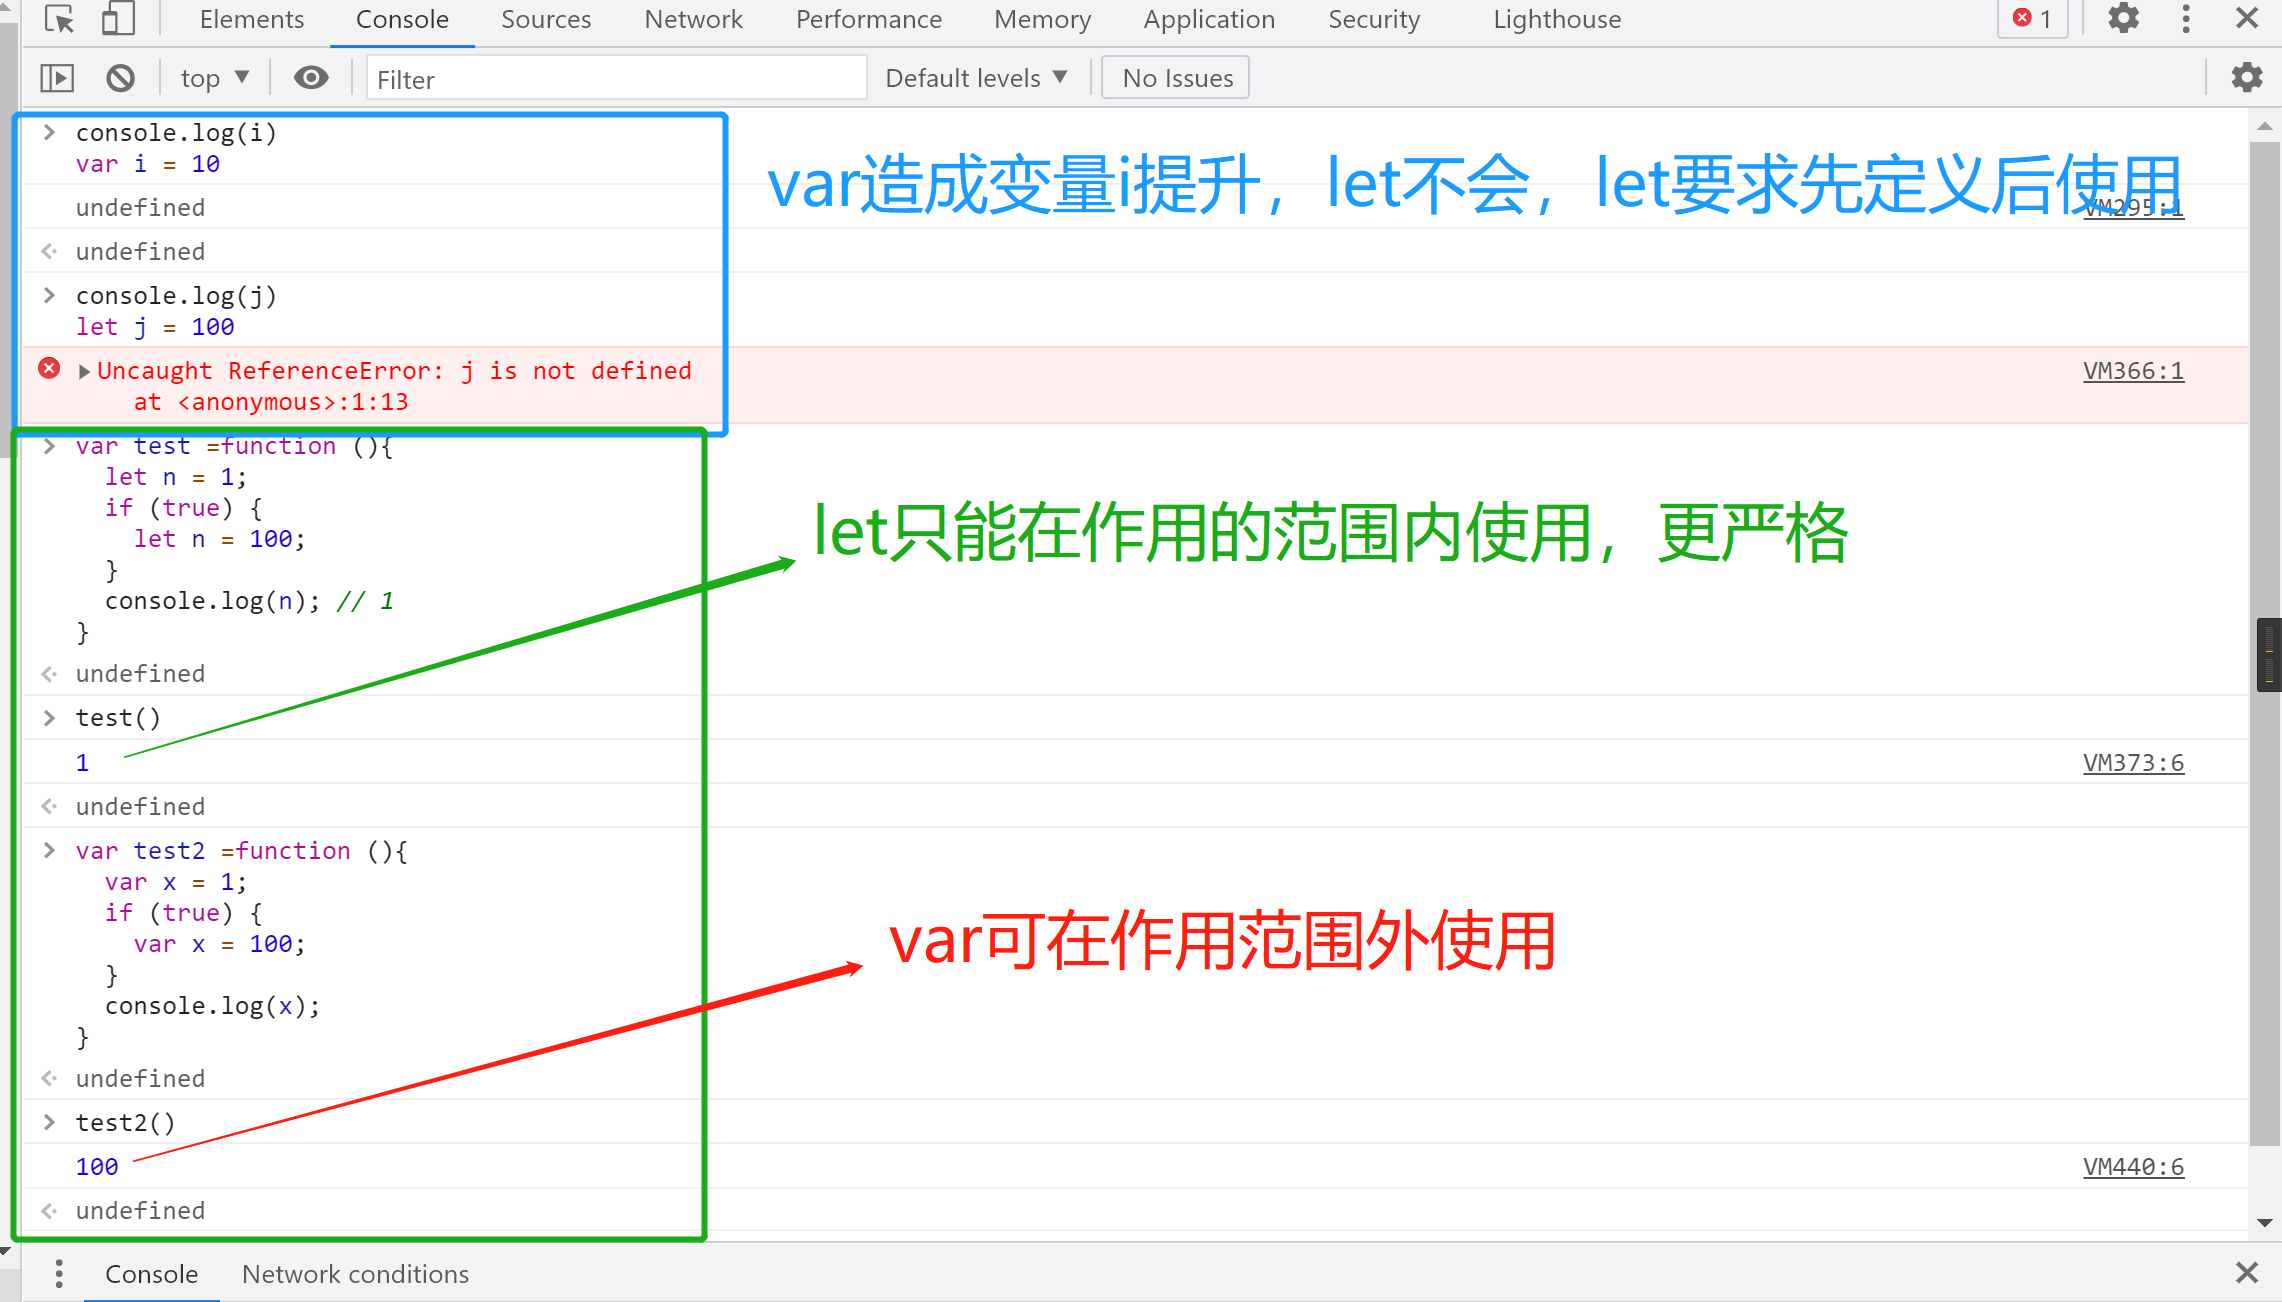 Elements Console Sources Network Performance Memory Application Security Lighthouse 1
top Filter Default levels No Issues
console.log(i)
var i = 10
var造成变量i提升，let不会，let要求先定义后使用
undefined VM295:1
undefined
console.log(j)
let j = 100
Uncaught ReferenceError: j is not defined VM366:1
at <anonymous>:1:13
var test =function (){
let n = 1;
if (true) {
let n = 100;
let只能在作用的范围内使用，更严格
}
console.log(n); // 1
}
undefined
test()
1 VM373:6
undefined
var test2 =function (){
var x = 1;
if (true) {
var x = 100;
var可在作用范围外使用
}
console.log(x);
}
undefined
test2()
100 VM440:6
undefined
Console Network conditions